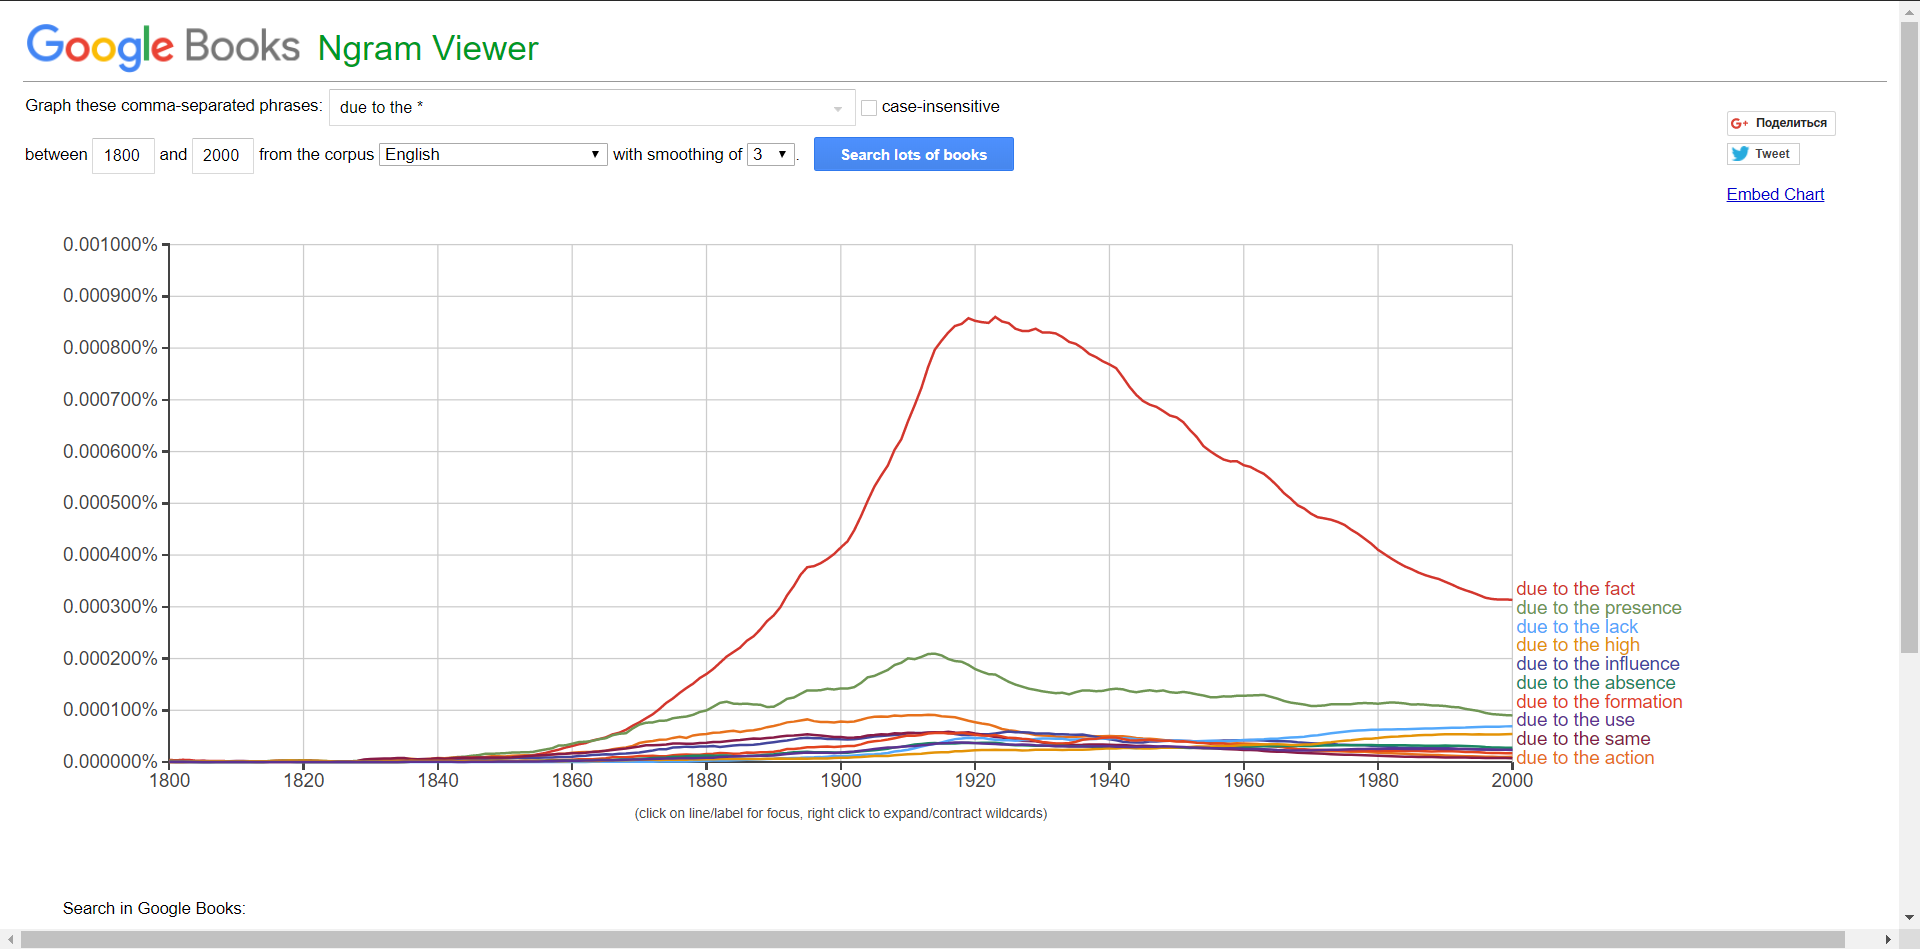 Google Books Ngram Viewer
Graph these comma-separated phrases: due to the * case-insensitive
between 1800 and 2000 from the corpus English with smoothing of 3 . Search lots of books
G+ Поделиться
Tweet
Embed Chart
0.001000%
0.000900%
0.000800%
0.000700%
0.000600%
0.000500%
0.000400%
0.000300%
0.000200%
0.000100%
0.000000%
1800 1820 1840 1860 1880 1900 1920 1940 1960 1980 2000
due to the fact
due to the presence
due to the lack
due to the high
due to the influence
due to the absence
due to the formation
due to the use
due to the same
due to the action
(click on line/label for focus, right click to expand/contract wildcards)
Search in Google Books: